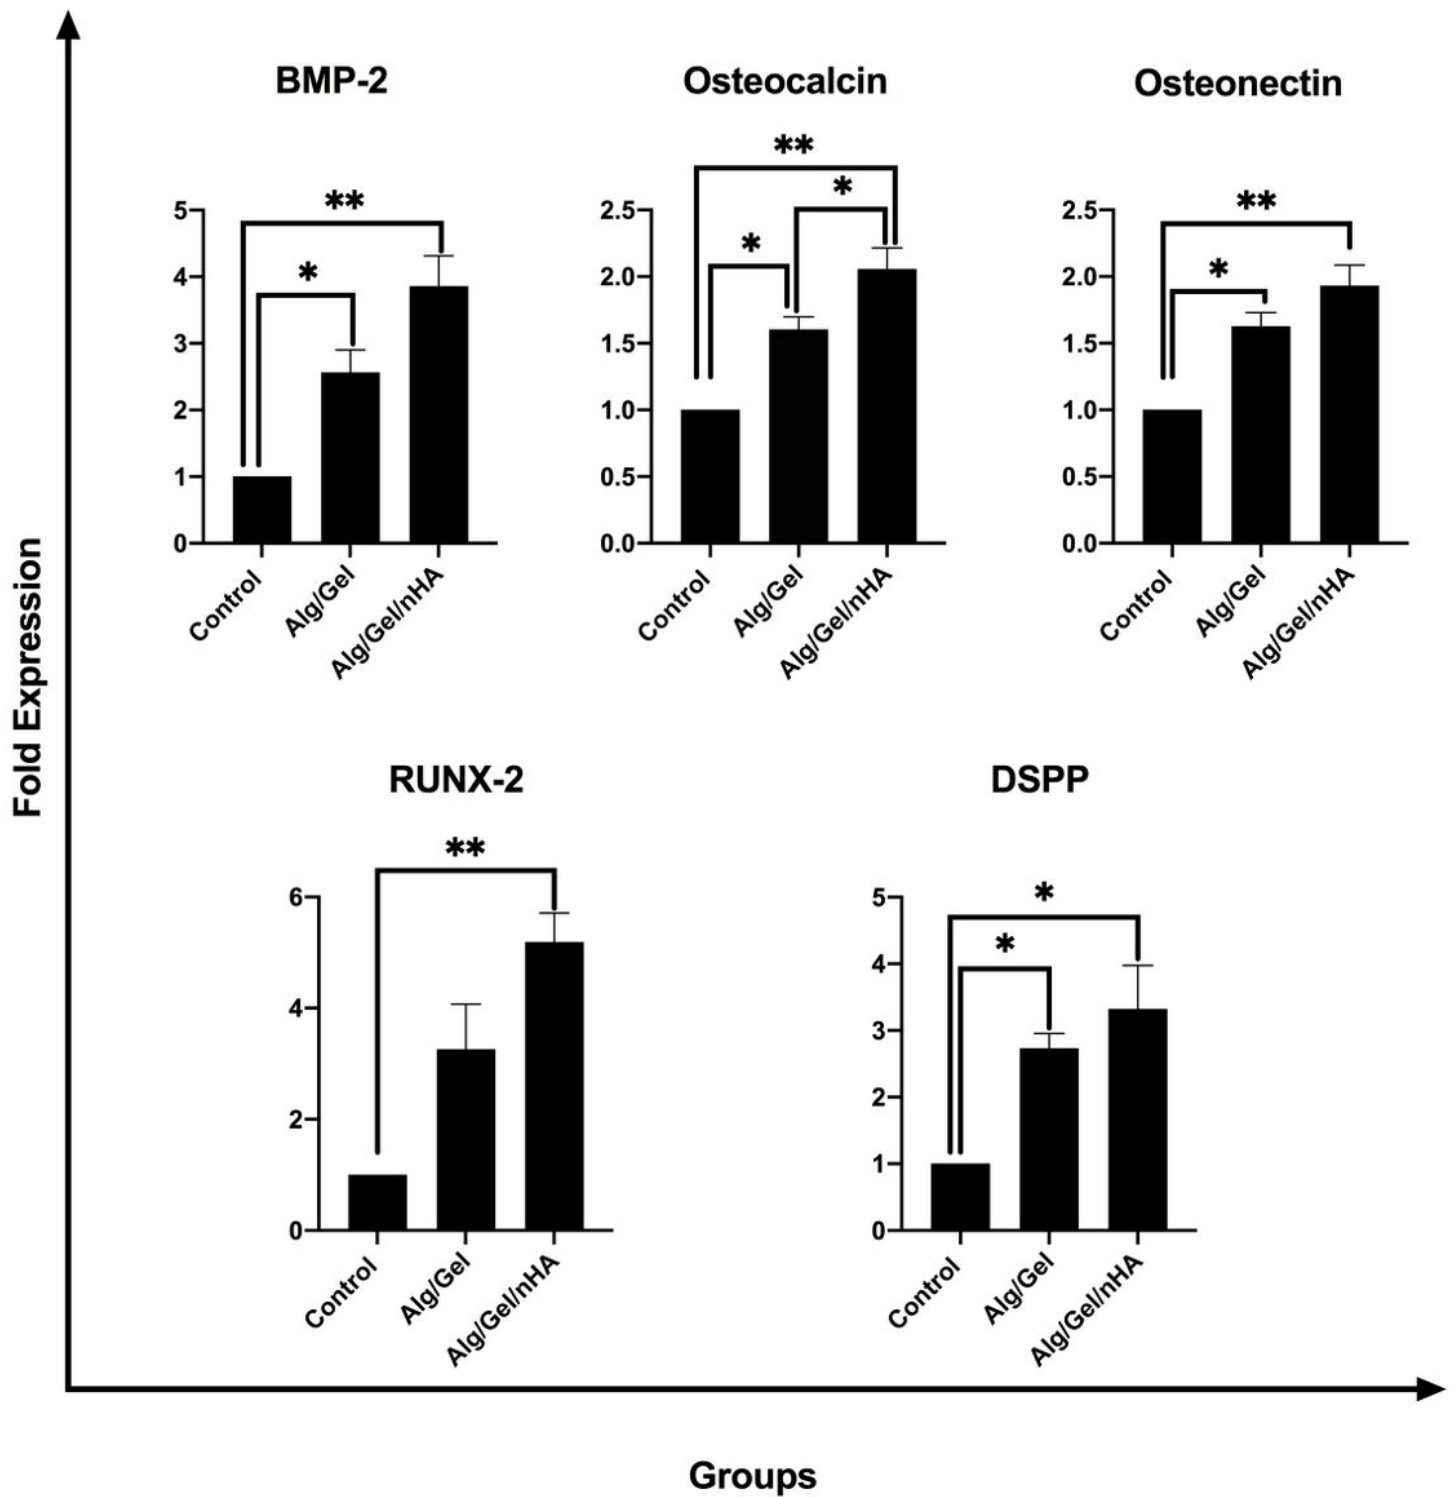 Fold Expression
BMP-2
**
*
5
4
3
2
1
0
Control
Alg/Gel
Alg/Gel/nHA
Osteocalcin
**
*
*
2.5
2.0
1.5
1.0
0.5
0.0
Control
Alg/Gel
Alg/Gel/nHA
Osteonectin
**
*
2.5
2.0
1.5
1.0
0.5
0.0
Control
Alg/Gel
Alg/Gel/nHA
RUNX-2
**
6
4
2
0
Control
Alg/Gel
Alg/Gel/nHA
DSPP
*
*
5
4
3
2
1
0
Control
Alg/Gel
Alg/Gel/nHA
Groups